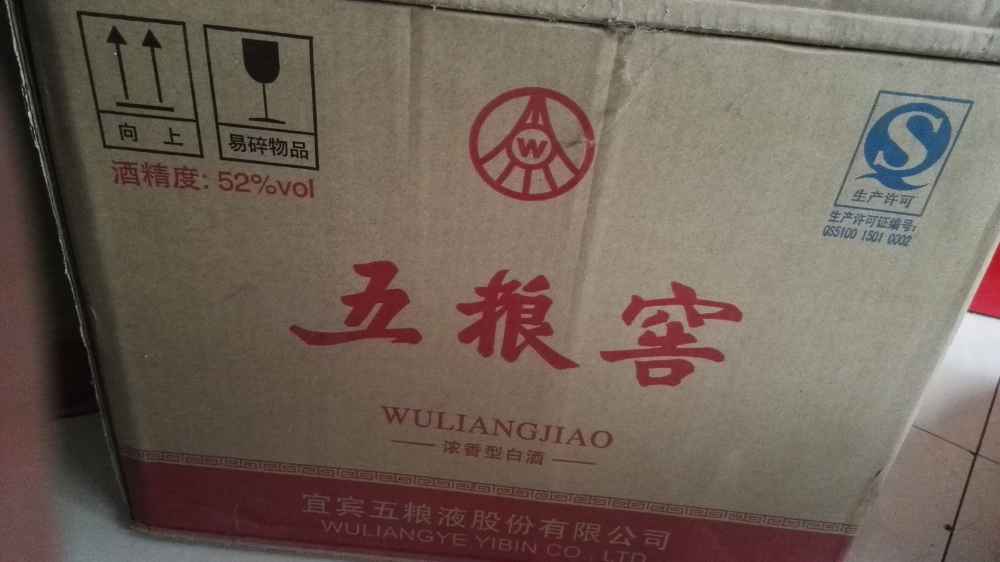 向 上
易碎物品
酒精度: 52%vol
W
S
生产许可
生产许可证编号:
QS5100 1501 0002
五粮窖
WULIANGJIAO
浓香型白酒
宜宾五粮液股份有限公司
WULIANGYE YIBIN CO., LTD